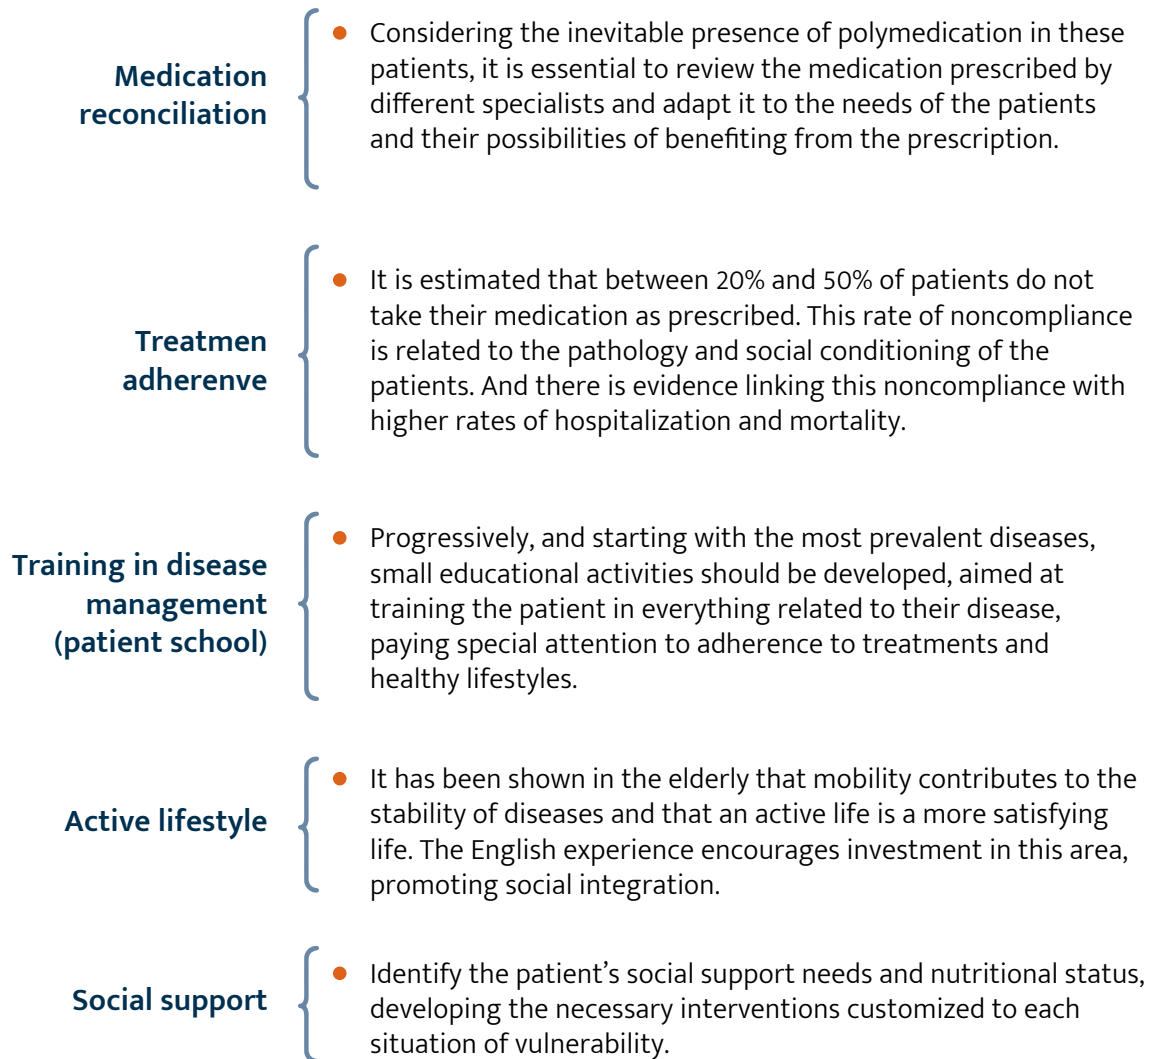 Medication
reconciliation
• Considering the inevitable presence of polymedication in these
patients, it is essential to review the medication prescribed by
different specialists and adapt it to the needs of the patients
and their possibilities of benefiting from the prescription.
Treatmen
adherenve
• It is estimated that between 20% and 50% of patients do not
take their medication as prescribed. This rate of noncompliance
is related to the pathology and social conditioning of the
patients. And there is evidence linking this noncompliance with
higher rates of hospitalization and mortality.
Training in disease
management
(patient school)
• Progressively, and starting with the most prevalent diseases,
small educational activities should be developed, aimed at
training the patient in everything related to their disease,
paying special attention to adherence to treatments and
healthy lifestyles.
Active lifestyle
• It has been shown in the elderly that mobility contributes to the
stability of diseases and that an active life is a more satisfying
life. The English experience encourages investment in this area,
promoting social integration.
Social support
• Identify the patient’s social support needs and nutritional status,
developing the necessary interventions customized to each
situation of vulnerability.